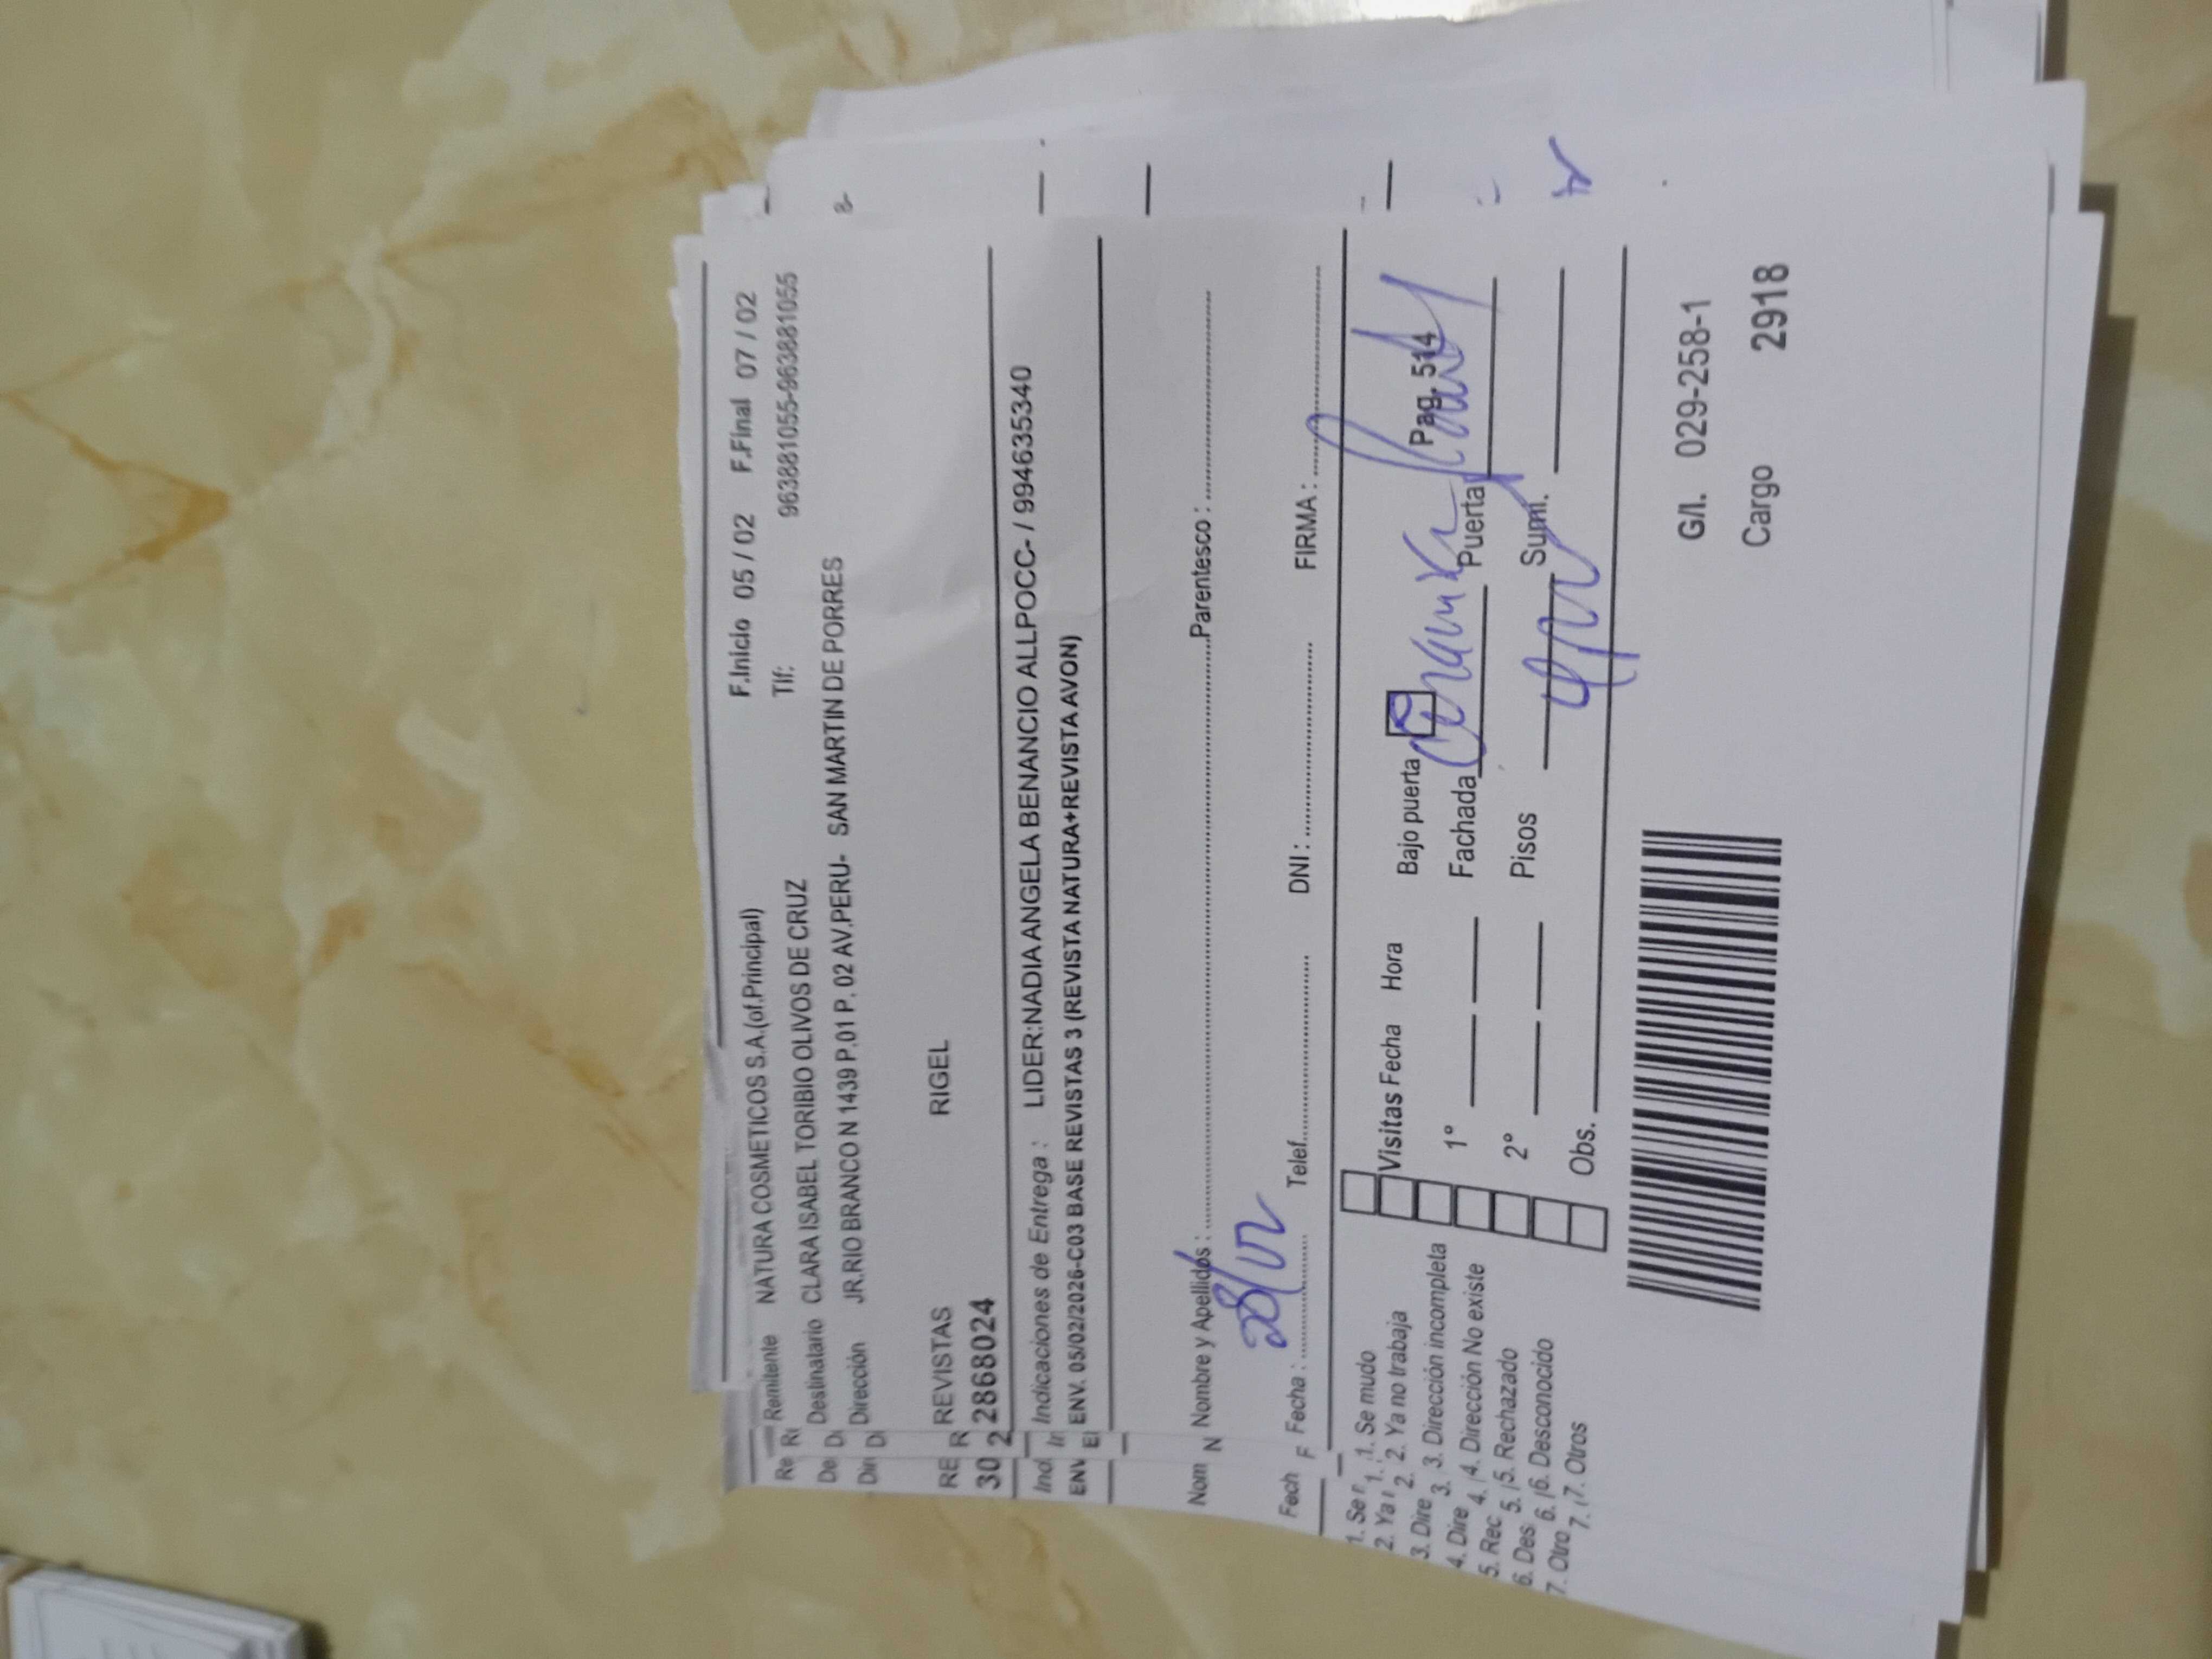 F.Inicio 05 / 02 F.Final 07 / 02
Remitente NATURA COSMETICOS S.A.(of.Principal) Tlf: 963881055-963881055
Destinatario CLARA ISABEL TORIBIO OLIVOS DE CRUZ
Dirección JR.RIO BRANCO N 1439 P.01 P. 02 AV.PERU- SAN MARTIN DE PORRES
REVISTAS RIGEL
2868024
Indicaciones de Entrega : LIDER:NADIA ANGELA BENANCIO ALLPOCC- / 994635340
ENV. 05/02/2026-C03 BASE REVISTAS 3 (REVISTA NATURA+REVISTA AVON)
Nombre y Apellidos : Parentesco :
Fecha : Telef. DNI : FIRMA :
1. Se mudo
2. Ya no trabaja
3. Dirección incompleta
4. Dirección No existe
5. Rechazado
6. Desconocido
7. Otros
Visitas Fecha Hora Bajo puerta Pag. 514
1° Fachada Puerta
2° Pisos Sumi.
Obs.
G/I. 029-258-1
Cargo 2918